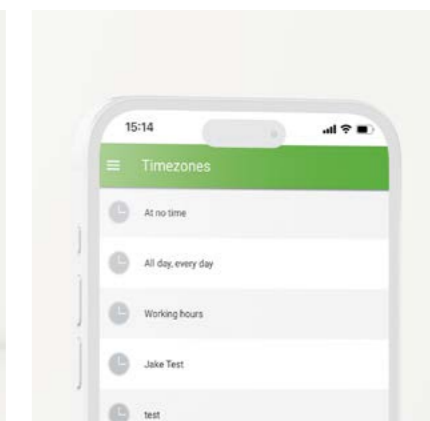 15:14
Timezones
At no time
All day, every day
Working hours
Jake Test
test